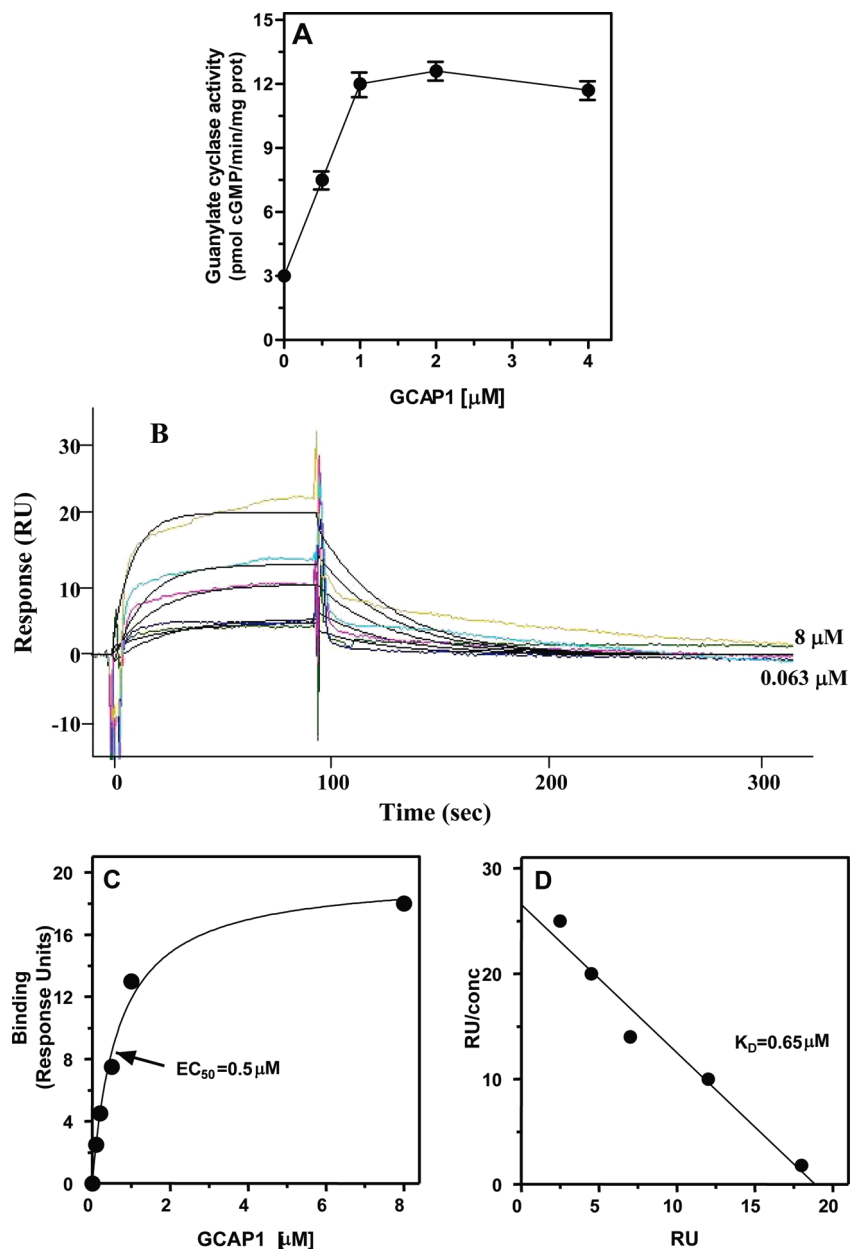 A
Guanylate cyclase activity
(pmol cGMP/min/mg prot)
15
12
9
6
3
0
0 1 2 3 4
GCAP1 [μM]
B
Response (RU)
30
20
10
0
-10
8 μM
0.063 μM
0 100 200 300
Time (sec)
C
Binding
(Response Units)
20
16
12
8
4
0
EC50=0.5μM
0 2 4 6 8
GCAP1 [μM]
D
RU/conc
30
20
10
0
KD=0.65μM
0 5 10 15 20
RU